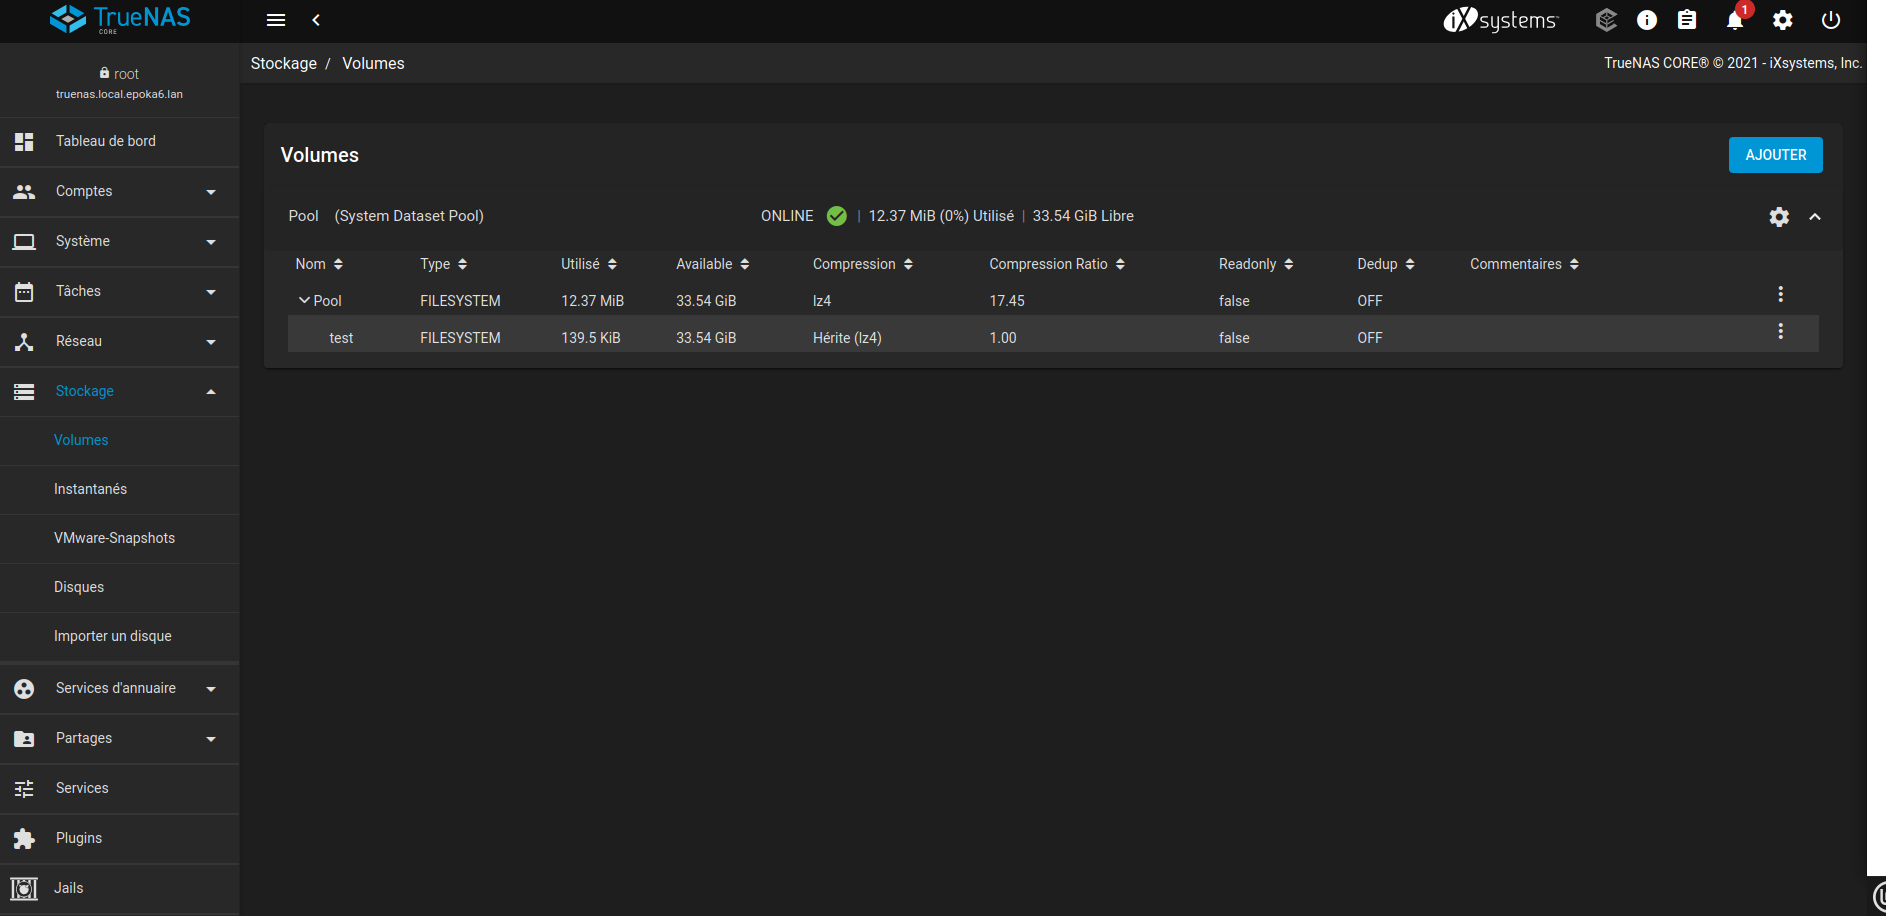 TrueNAS
CORE
iXsystems
1
root
truenas.local.epoka6.lan
Stockage / Volumes
TrueNAS CORE® © 2021 - iXsystems, Inc.
Tableau de bord
Comptes
Système
Tâches
Réseau
Stockage
Volumes
Instantanés
VMware-Snapshots
Disques
Importer un disque
Services d'annuaire
Partages
Services
Plugins
Jails
Volumes
AJOUTER
Pool (System Dataset Pool) ONLINE | 12.37 MiB (0%) Utilisé | 33.54 GiB Libre
Nom Type Utilisé Available Compression Compression Ratio Readonly Dedup Commentaires
Pool FILESYSTEM 12.37 MiB 33.54 GiB lz4 17.45 false OFF
test FILESYSTEM 139.5 KiB 33.54 GiB Hérite (lz4) 1.00 false OFF